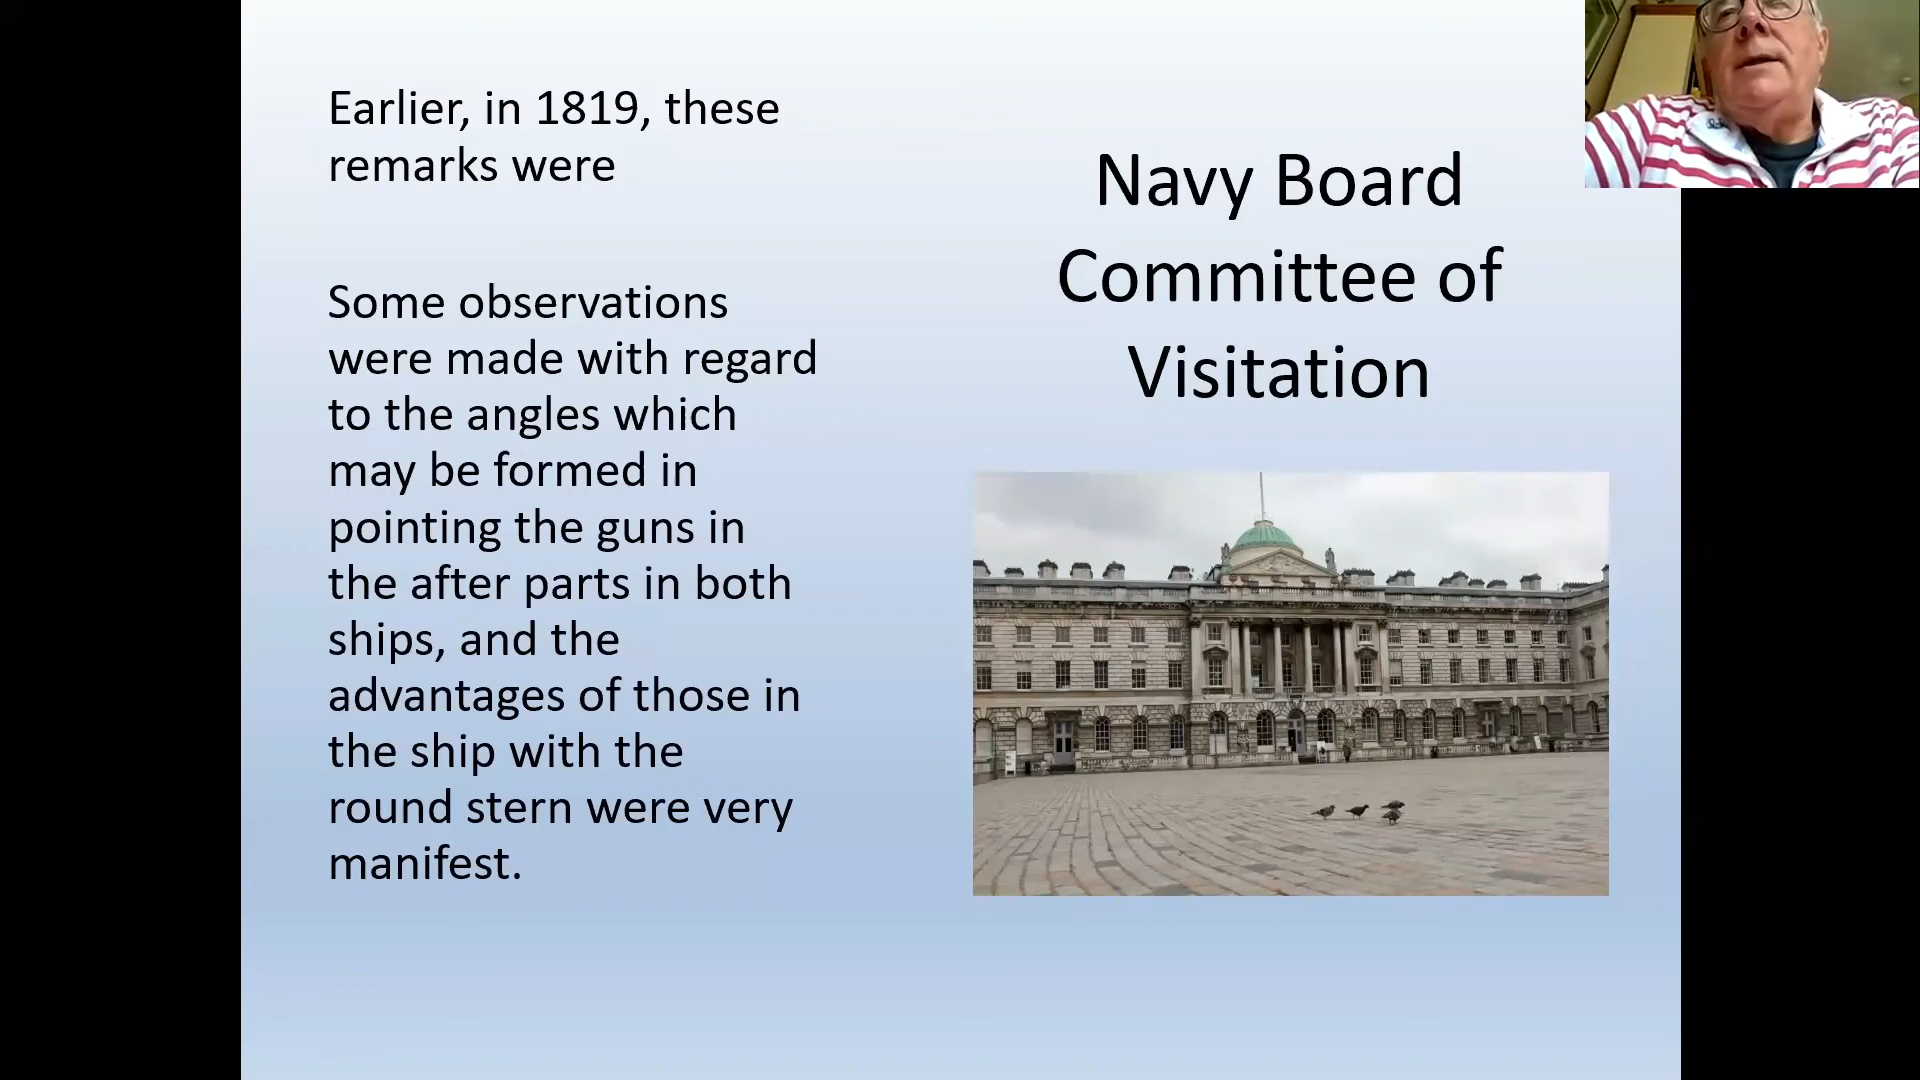 Earlier, in 1819, these
remarks were
Some observations
were made with regard
to the angles which
may be formed in
pointing the guns in
the after parts in both
ships, and the
advantages of those in
the ship with the
round stern were very
manifest.
Navy Board
Committee of
Visitation